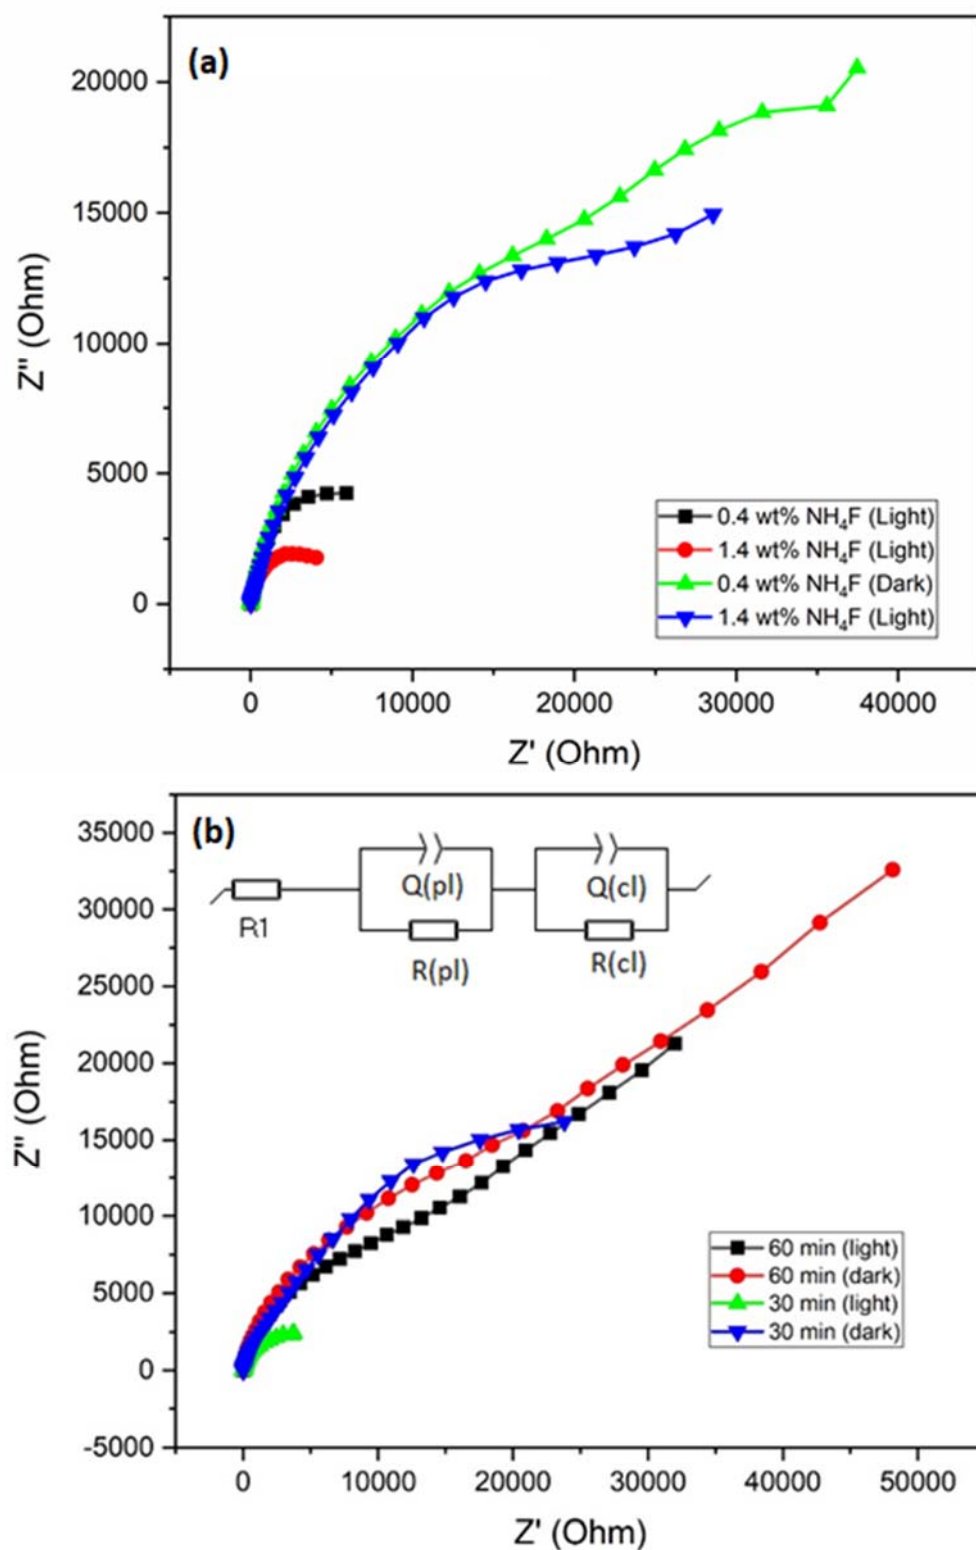 (a)
20000
15000
10000
5000
0
Z" (Ohm)
0.4 wt% NH₄F (Light)
1.4 wt% NH₄F (Light)
0.4 wt% NH₄F (Dark)
1.4 wt% NH₄F (Light)
0 10000 20000 30000 40000
Z' (Ohm)
(b)
35000
30000
25000
20000
15000
10000
5000
0
-5000
Z" (Ohm)
R1
Q(pl)
R(pl)
Q(cl)
R(cl)
60 min (light)
60 min (dark)
30 min (light)
30 min (dark)
0 10000 20000 30000 40000 50000
Z' (Ohm)